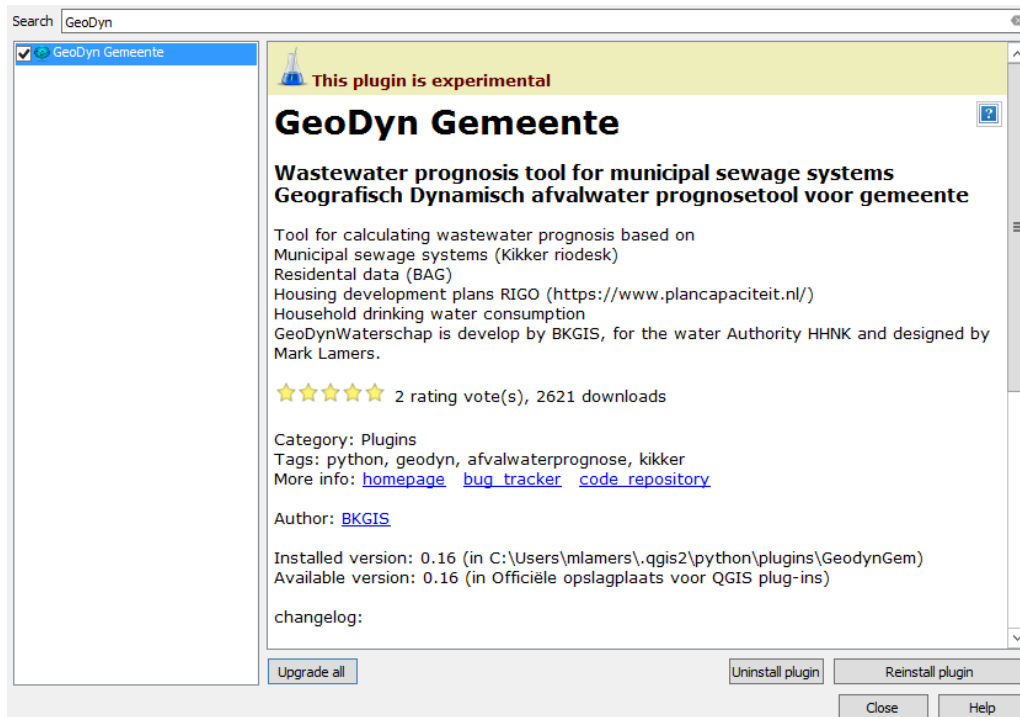 Search GeoDyn
GeoDyn Gemeente
This plugin is experimental
GeoDyn Gemeente
?
Wastewater prognosis tool for municipal sewage systems
Geografisch Dynamisch afvalwater prognosetool voor gemeente
Tool for calculating wastewater prognosis based on
Municipal sewage systems (Kikker riodesk)
Residental data (BAG)
Housing development plans RIGO (https://www.plancapaciteit.nl/)
Household drinking water consumption
GeoDynWaterschap is develop by BKGIS, for the water Authority HHNK and designed by
Mark Lamers.
2 rating vote(s), 2621 downloads
Category: Plugins
Tags: python, geodyn, afvalwaterprognose, kikker
More info: homepage bug tracker code repository
Author: BKGIS
Installed version: 0.16 (in C:\Users\mlamers\.qgis2\python\plugins\GeodynGem)
Available version: 0.16 (in Officiële opslagplaats voor QGIS plug-ins)
changelog:
Upgrade all Uninstall plugin Reinstall plugin
Close Help